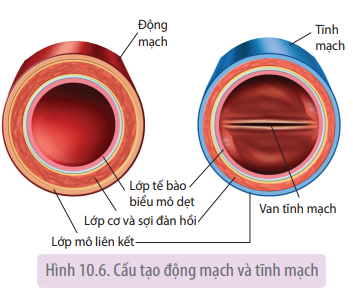 Động
mạch
Tĩnh
mạch
Lớp tế bào
biểu mô dẹt
Van tĩnh mạch
Lớp cơ và sợi đàn hồi
Lớp mô liên kết
Hình 10.6. Cấu tạo động mạch và tĩnh mạch